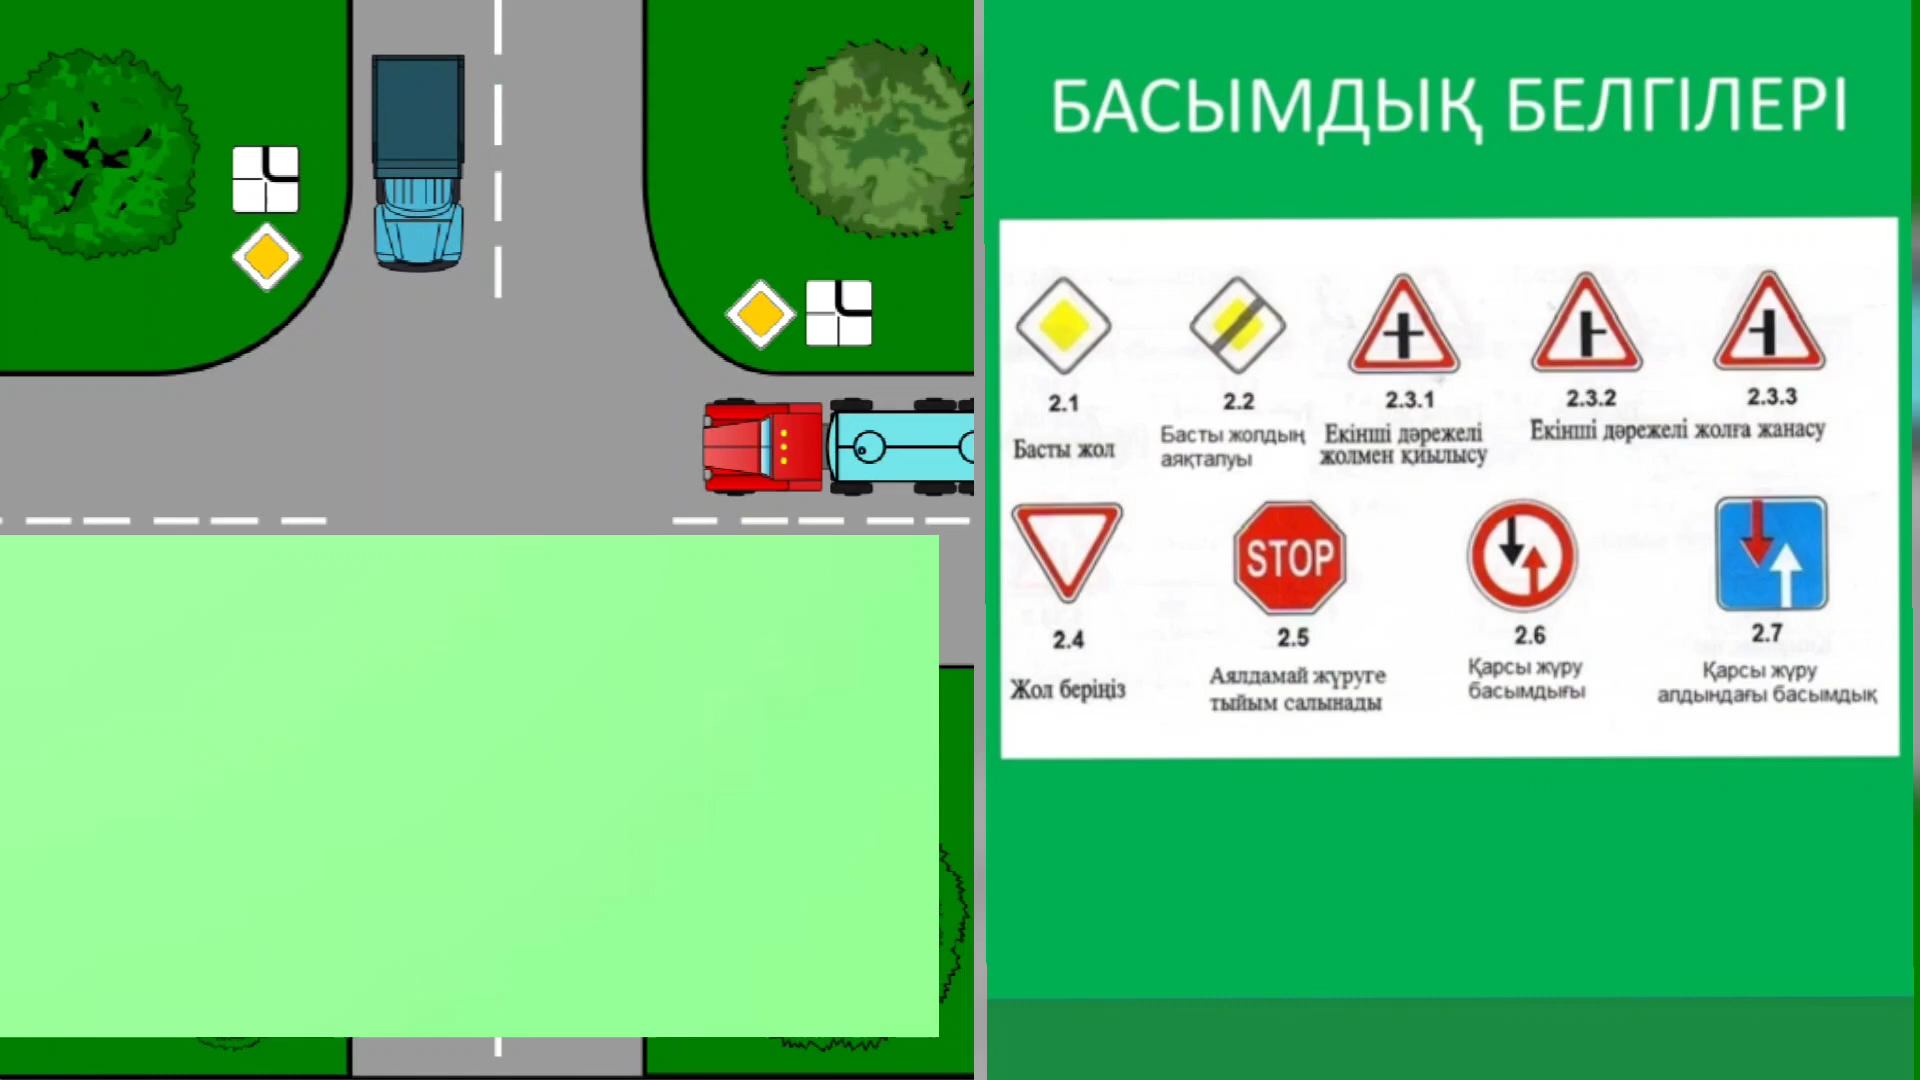 БАСЫМДЫҚ БЕЛГІЛЕРІ
2.1
Басты жол
2.2
Басты жолдың
аяқталуы
2.3.1
Екінші дәрежелі
жолмен қиылысу
2.3.2
2.3.3
Екінші дәрежелі жолға жанасу
2.4
Жол беріңіз
STOP
2.5
Аялдамай жүруге
тыйым салынады
2.6
Қарсы жүру
басымдығы
2.7
Қарсы жүру
алдындағы басымдық